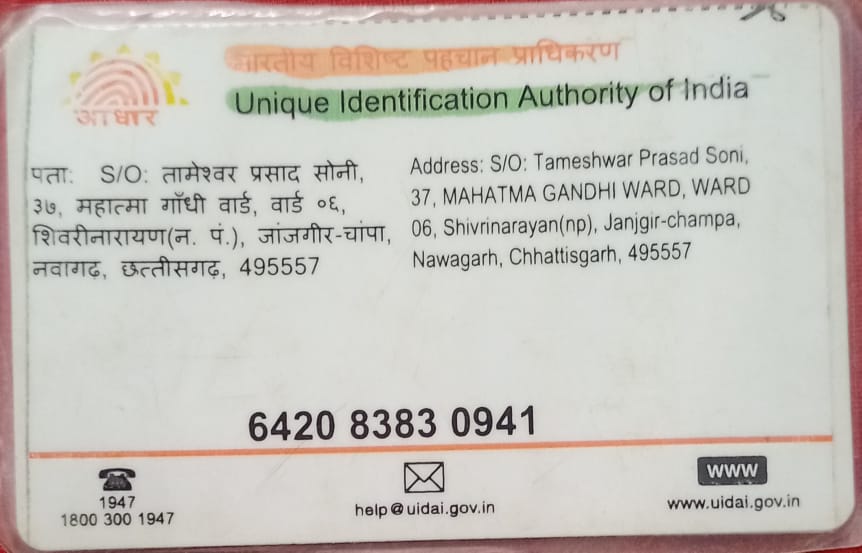 भारतीय विशिष्ट पहचान प्राधिकरण
Unique Identification Authority of India
आधार
पता: S/O: तामेश्वर प्रसाद सोनी,
३७, महात्मा गाँधी वार्ड, वार्ड ०६,
शिवरीनारायण(न. पं.), जांजगीर-चांपा,
नवागढ़, छत्तीसगढ़, 495557
Address: S/O: Tameshwar Prasad Soni,
37, MAHATMA GANDHI WARD, WARD
06, Shivrinarayan(np), Janjgir-champa,
Nawagarh, Chhattisgarh, 495557
6420 8383 0941
1947
1800 300 1947
help@uidai.gov.in
www
www.uidai.gov.in